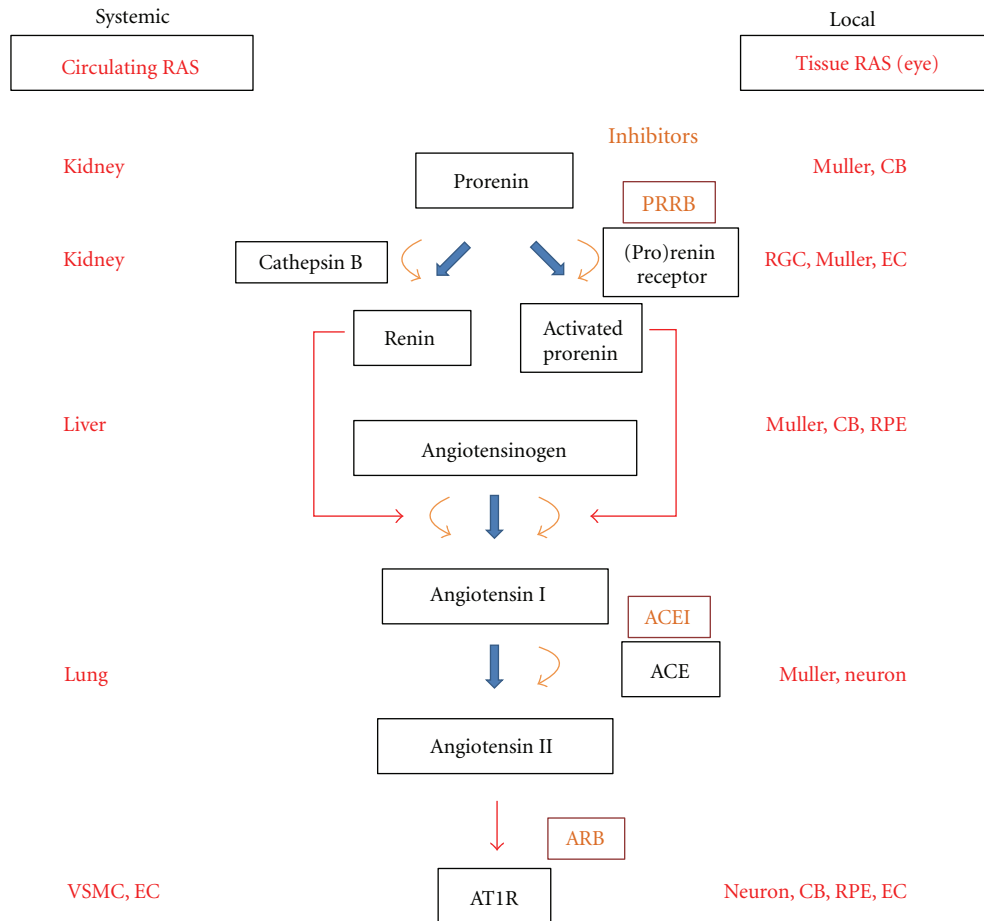 Systemic
Local
Circulating RAS
Tissue RAS (eye)
Inhibitors
Kidney
Prorenin
Muller, CB
PRRB
Kidney
Cathepsin B
(Pro)renin
receptor
RGC, Muller, EC
Renin
Activated
prorenin
Liver
Angiotensinogen
Muller, CB, RPE
Angiotensin I
ACEI
Lung
ACE
Muller, neuron
Angiotensin II
ARB
VSMC, EC
AT1R
Neuron, CB, RPE, EC